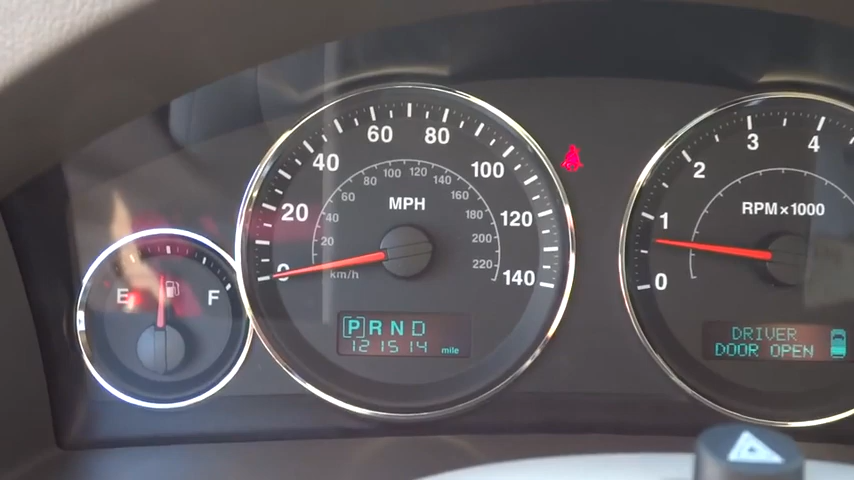 E F
0 20 40 60 80 100 120 140
MPH
20 40 60 80 100 120 140 160 180 200 220
km/h
P R N D
121514 mile
0 1 2 3 4
RPM x 1000
DRIVER
DOOR OPEN